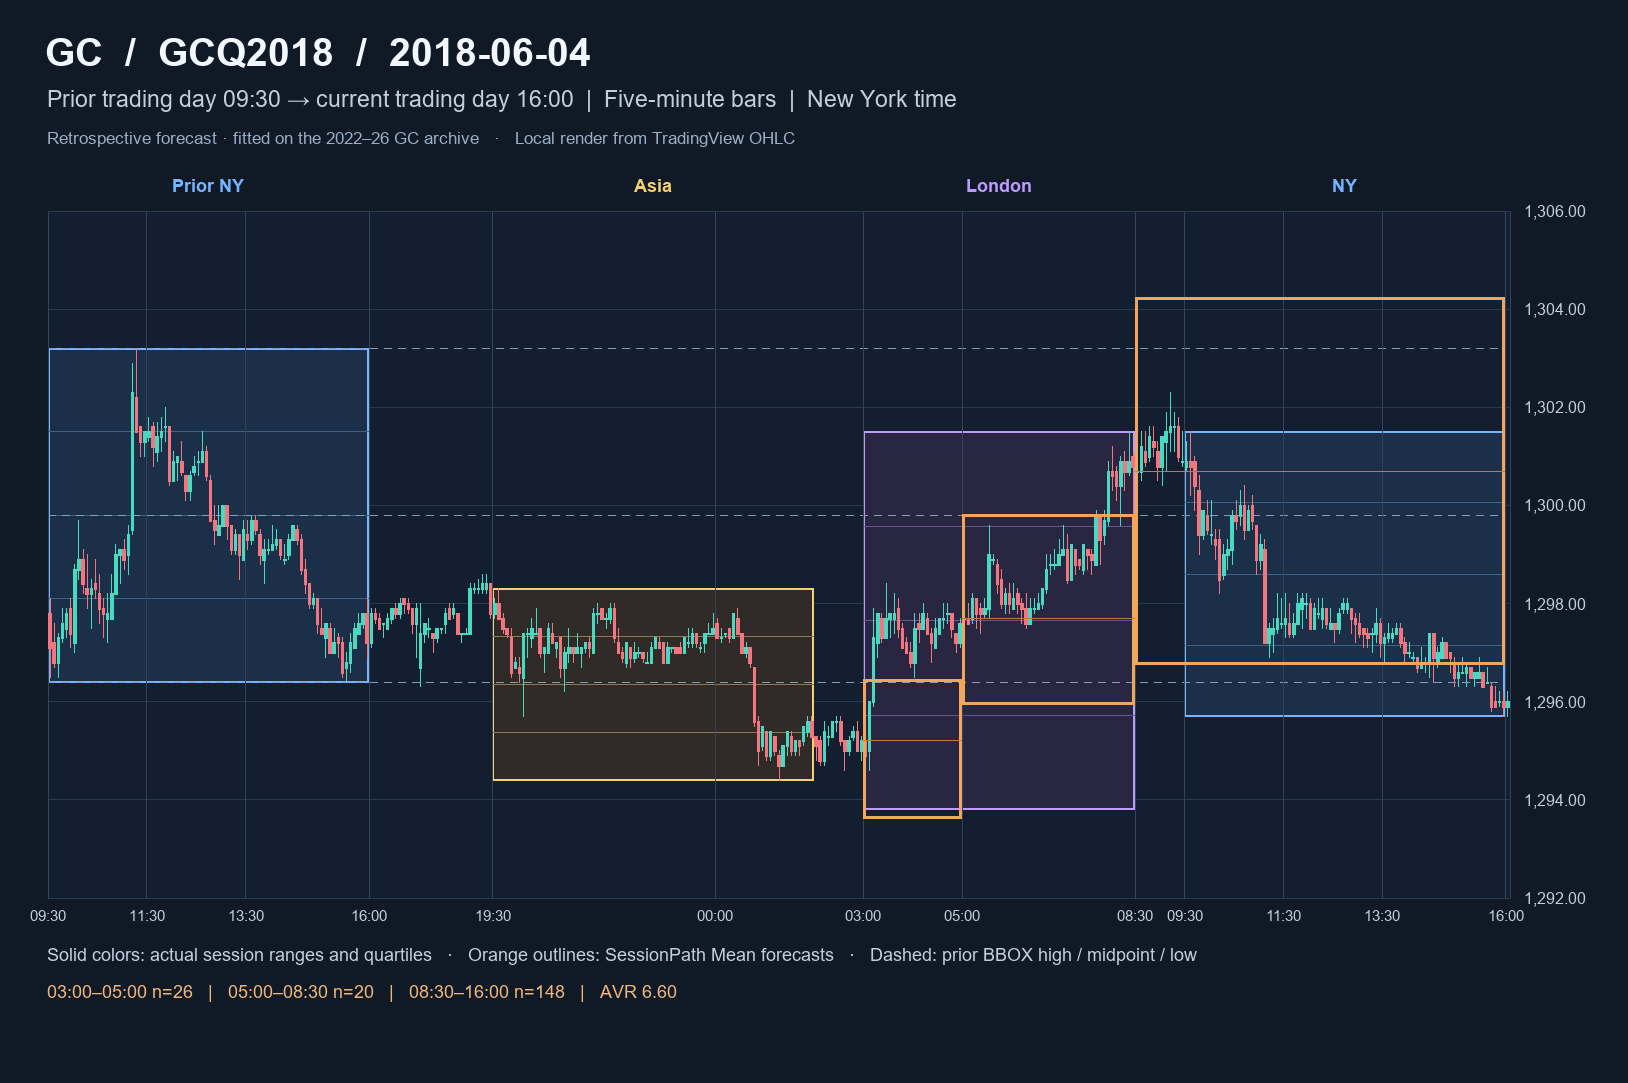 GC / GCQ2018 / 2018-06-04
Prior trading day 09:30 → current trading day 16:00 | Five-minute bars | New York time
Retrospective forecast · fitted on the 2022–26 GC archive · Local render from TradingView OHLC
Prior NY Asia London NY
1,306.00
1,304.00
1,302.00
1,300.00
1,298.00
1,296.00
1,294.00
1,292.00
09:30 11:30 13:30 16:00 19:30 00:00 03:00 05:00 08:30 09:30 11:30 13:30 16:00
Solid colors: actual session ranges and quartiles · Orange outlines: SessionPath Mean forecasts · Dashed: prior BBOX high / midpoint / low
03:00–05:00 n=26 | 05:00–08:30 n=20 | 08:30–16:00 n=148 | AVR 6.60